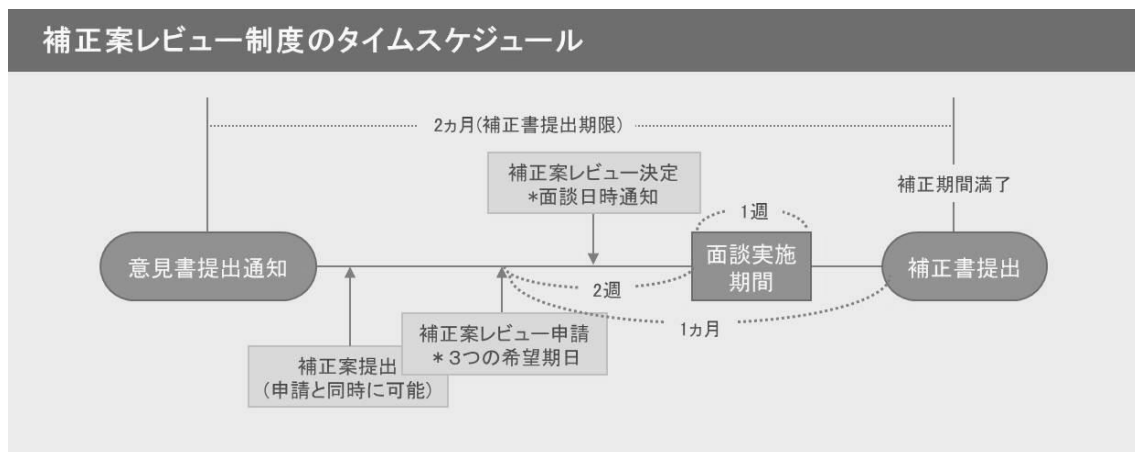 補正案レビュー制度のタイムスケジュール
2ヵ月(補正書提出期限)
補正案レビュー決定
*面談日時通知
補正期間満了
1週
意見書提出通知
面談実施
期間
補正書提出
2週
1ヵ月
補正案レビュー申請
*３つの希望期日
補正案提出
(申請と同時に可能)